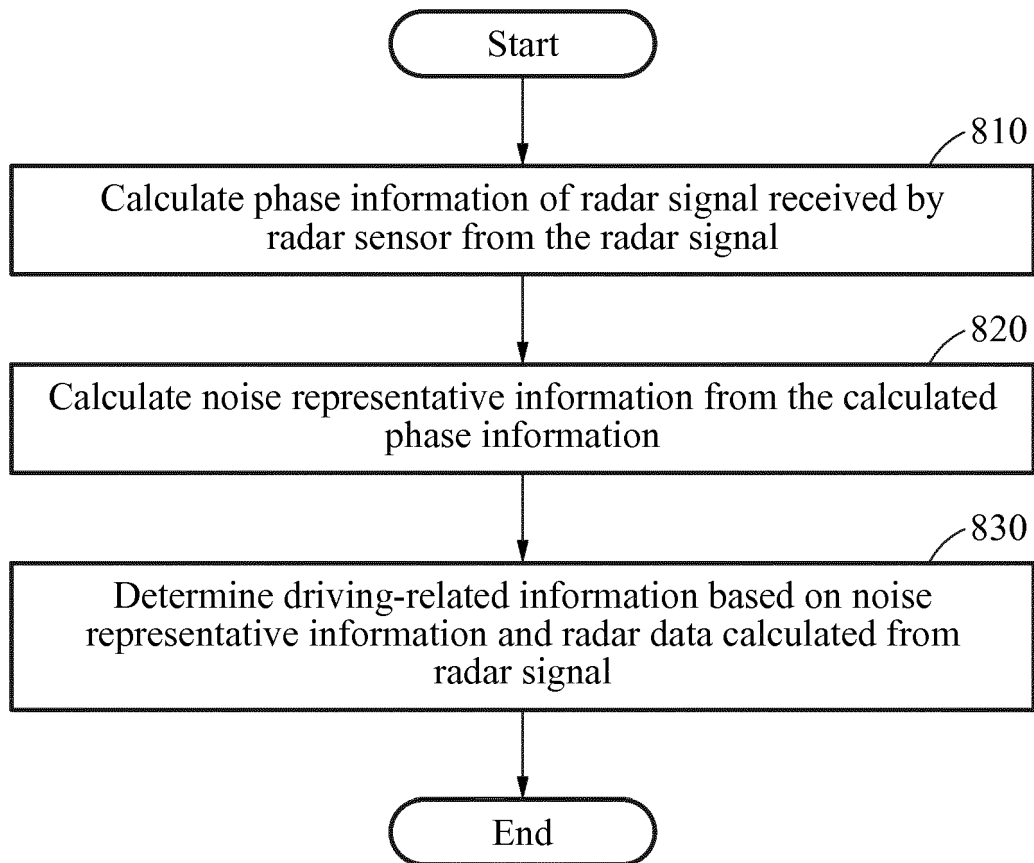 Start
810
Calculate phase information of radar signal received by
radar sensor from the radar signal
820
Calculate noise representative information from the calculated
phase information
830
Determine driving-related information based on noise
representative information and radar data calculated from
radar signal
End